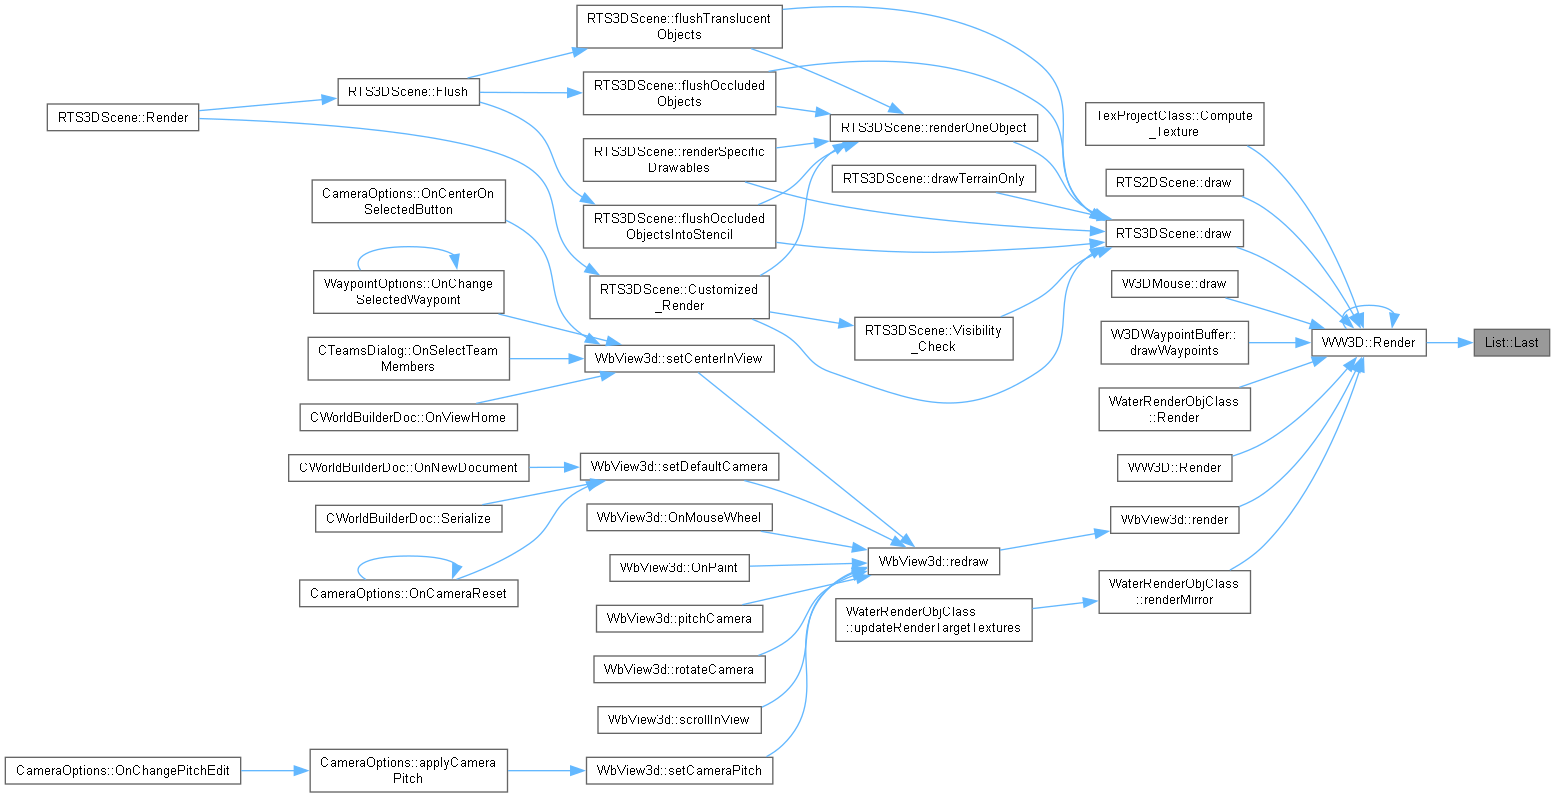 RTS3DScene::flushTranslucent
Objects
RTS3DScene::Flush
RTS3DScene::flushOccluded
Objects
RTS3DScene::Render
RTS3DScene::renderOneObject
TexProjectClass::Compute
_Texture
RTS3DScene::renderSpecific
Drawables
RTS3DScene::drawTerrainOnly
RTS2DScene::draw
CameraOptions::OnCenterOn
SelectedButton
RTS3DScene::flushOccluded
ObjectsIntoStencil
RTS3DScene::draw
WaypointOptions::OnChange
SelectedWaypoint
RTS3DScene::Customized
_Render
W3DMouse::draw
RTS3DScene::Visibility
_Check
W3DWaypointBuffer::
drawWaypoints
WW3D::Render
List::Last
CTeamsDialog::OnSelectTeam
Members
WbView3d::setCenterInView
CWorldBuilderDoc::OnViewHome
WaterRenderObjClass
::Render
CWorldBuilderDoc::OnNewDocument
WbView3d::setDefaultCamera
WW3D::Render
CWorldBuilderDoc::Serialize
WbView3d::OnMouseWheel
WbView3d::render
WbView3d::OnPaint
WbView3d::redraw
CameraOptions::OnCameraReset
WaterRenderObjClass
::renderMirror
WbView3d::pitchCamera
WaterRenderObjClass
::updateRenderTargetTextures
WbView3d::rotateCamera
WbView3d::scrollInView
CameraOptions::OnChangePitchEdit
CameraOptions::applyCamera
Pitch
WbView3d::setCameraPitch